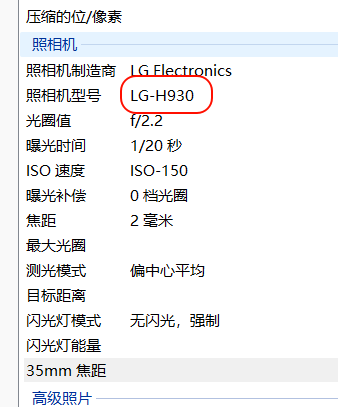 压缩的位/像素
照相机
照相机制造商 LG Electronics
照相机型号 LG-H930
光圈值 f/2.2
曝光时间 1/20 秒
ISO 速度 ISO-150
曝光补偿 0 档光圈
焦距 2 毫米
最大光圈
测光模式 偏中心平均
目标距离
闪光灯模式 无闪光，强制
闪光灯能量
35mm 焦距
高级照片